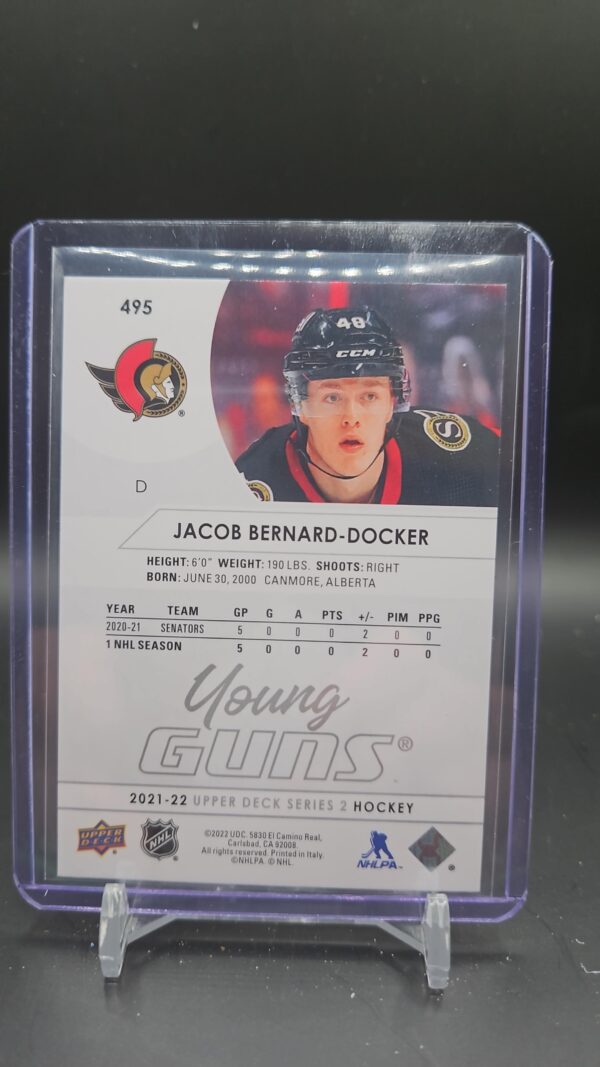 495
48
CCM
S
D
JACOB BERNARD-DOCKER
HEIGHT: 6'0" WEIGHT: 190 LBS. SHOOTS: RIGHT
BORN: JUNE 30, 2000 CANMORE, ALBERTA
YEAR TEAM GP G A PTS +/- PIM PPG
2020-21 SENATORS 5 0 0 0 2 0 0
1 NHL SEASON 5 0 0 0 2 0 0
Young
GUNS®
2021-22 UPPER DECK SERIES 2 HOCKEY
UPPER DECK
NHL
©2022 UDC. 5830 El Camino Real,
Carlsbad, CA 92008.
All rights reserved. Printed in Italy.
©NHLPA ©NHL
NHLPA